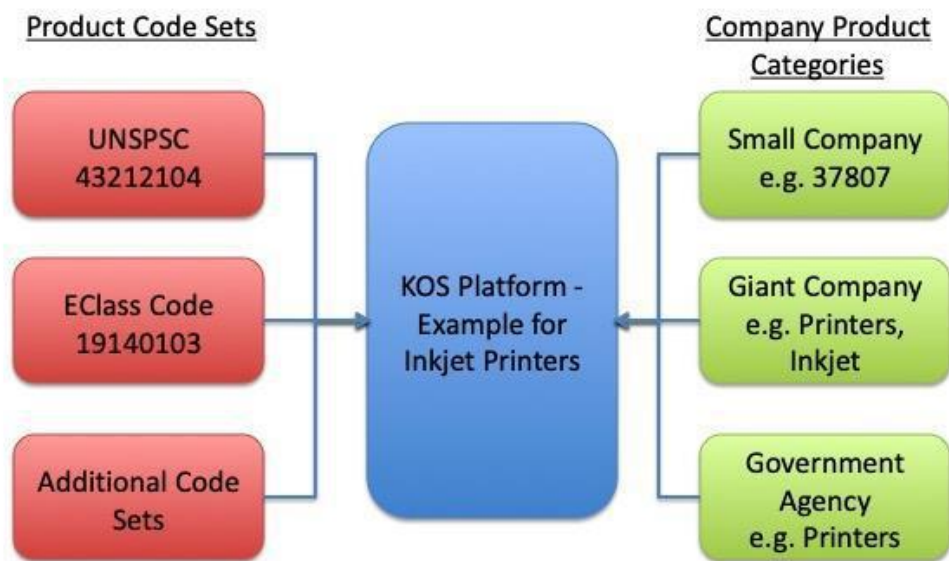 Product Code Sets
UNSPSC
43212104
EClass Code
19140103
Additional Code
Sets
KOS Platform -
Example for
Inkjet Printers
Company Product
Categories
Small Company
e.g. 37807
Giant Company
e.g. Printers,
Inkjet
Government
Agency
e.g. Printers